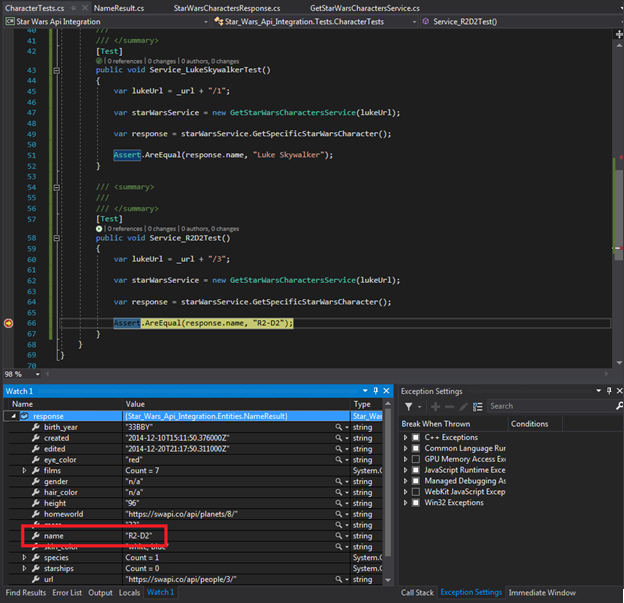 CharacterTests.cs NameResult.cs StarWarsCharactersResponse.cs GetStarWarsCharactersService.cs
Star Wars Api Integration Star_Wars_Api_Integration.Tests.CharacterTests Service_R2D2Test()
40 ///
41 /// </summary>
42 [Test]
0 references | 0 changes | 0 authors, 0 changes
43 public void Service_LukeSkywalkerTest()
44 {
45 var lukeUrl = _url + "/1";
46
47 var starWarsService = new GetStarWarsCharactersService(lukeUrl);
48
49 var response = starWarsService.GetSpecificStarWarsCharacter();
50
51 Assert.AreEqual(response.name, "Luke Skywalker");
52 }
53
54 /// <summary>
55 ///
56 /// </summary>
57 [Test]
0 references | 0 changes | 0 authors, 0 changes
58 public void Service_R2D2Test()
59 {
60 var lukeUrl = _url + "/3";
61
62 var starWarsService = new GetStarWarsCharactersService(lukeUrl);
63
64 var response = starWarsService.GetSpecificStarWarsCharacter();
65
66 Assert.AreEqual(response.name, "R2-D2");
67 }
68 }
69 }
70
98 %
Watch 1
Name Value Type
response {Star_Wars_Api_Integration.Entities.NameResult} Star_Wars
birth_year "33BBY" string
created "2014-12-10T15:11:50.376000Z" string
edited "2014-12-20T21:17:50.311000Z" string
eye_color "red" string
films Count = 7 System.C
gender "n/a" string
hair_color "n/a" string
height "96" string
homeworld "https://swapi.co/api/planets/8/" string
string
name "R2-D2" string
skin_color "white, blue" string
species Count = 1 System.C
starships Count = 0 System.C
url "https://swapi.co/api/people/3/" string
Find Results Error List Output Locals Watch 1
Exception Settings
Search
Break When Thrown Conditions
C++ Exceptions
Common Language Run
GPU Memory Access Exc
JavaScript Runtime Exce
Managed Debugging As
WebKit JavaScript Excep
Win32 Exceptions
Call Stack Exception Settings Immediate Window